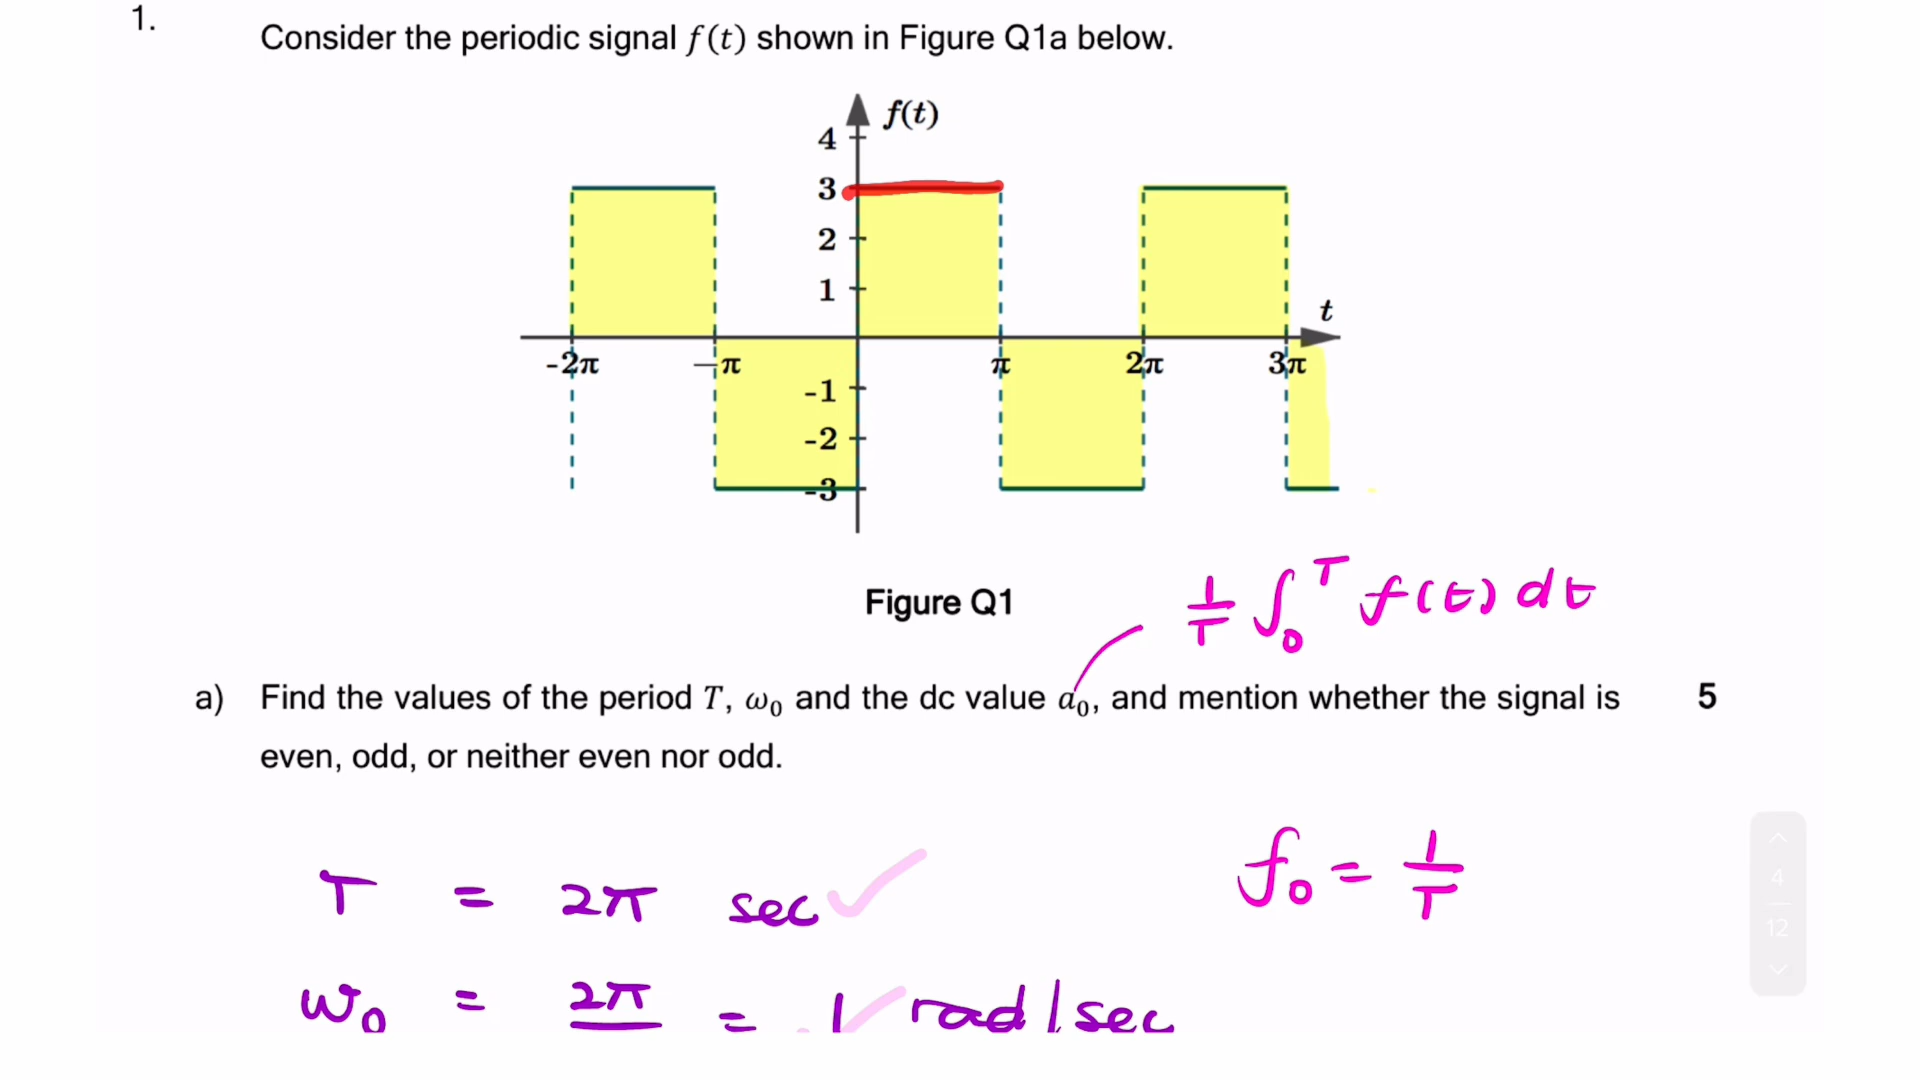 1.
Consider the periodic signal f(t) shown in Figure Q1a below.
f(t)
4
3
2
1
t
-2π −π π 2π 3π
-1
-2
-3
Figure Q1
1/T ∫₀ᵀ f(t) dt
a) Find the values of the period T, ω₀ and the dc value a₀, and mention whether the signal is 5
even, odd, or neither even nor odd.
T = 2π sec ✓
f₀ = 1/T
ω₀ = 2π = 1 ✓ rad/sec
4
12